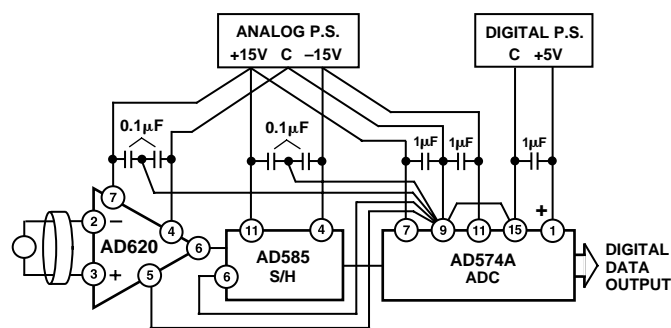 ANALOG P.S.
+15V C –15V
DIGITAL P.S.
C +5V
0.1µF
0.1µF
1µF
1µF
1µF
7
2
–
AD620
4
6
3
+
5
11
4
6
AD585
S/H
7
9
11
15
+
1
AD574A
ADC
DIGITAL
DATA
OUTPUT